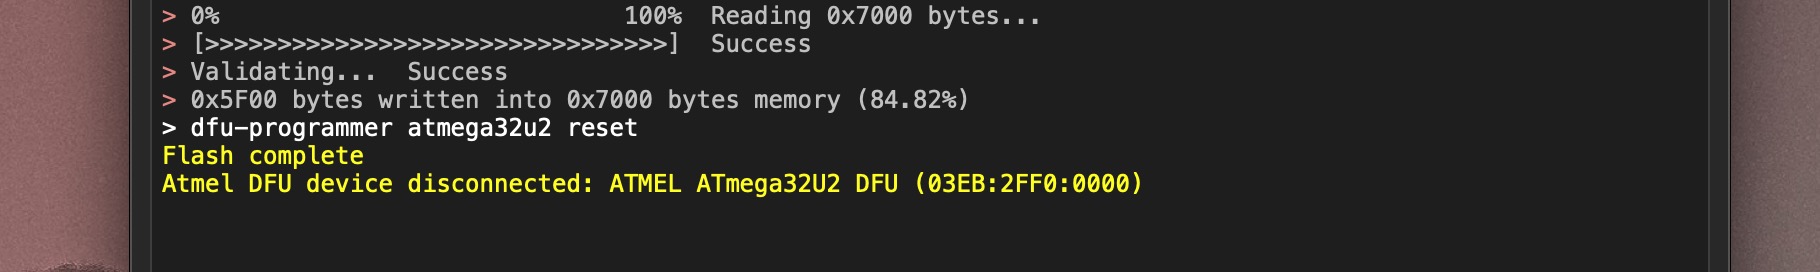 > 0%                            100%  Reading 0x7000 bytes...
> [>>>>>>>>>>>>>>>>>>>>>>>>>>>>>>>>]  Success
> Validating...  Success
> 0x5F00 bytes written into 0x7000 bytes memory (84.82%)
> dfu-programmer atmega32u2 reset
Flash complete
Atmel DFU device disconnected: ATMEL ATmega32U2 DFU (03EB:2FF0:0000)